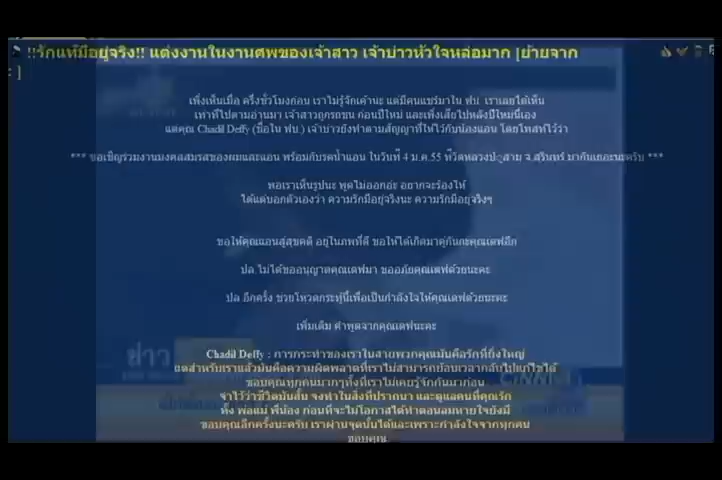 !!รักแท้มีอยู่จริง!! แต่งงานในงานศพของเจ้าสาว เจ้าบ่าวหัวใจหล่อมาก [ย้ายจาก
: ]
เพิ่งเห็นเมื่อ ครึ่งชั่วโมงก่อน เราไม่รู้จักเค้านะ แต่มีคนแชร์มาใน ฟบ. เราเลยได้เห็น
เท่าที่ไปตามอ่านมา เจ้าสาวถูกรถชน ก่อนปีใหม่ และเพิ่งเสียไปหลังปีใหม่นี้เอง
แต่คุณ Chadil Deffy (ชื่อใน ฟบ.) เจ้าบ่าวยังทำตามสัญญาที่ให้ไว้กับน้องแอน โดยโพสท์ไว้ว่า
*** ขอเชิญร่วมงานมงคลสมรสของผมและแอน พร้อมกับรดน้ำแอน ในวันที่ 4 ม.ค.55 ที่วัดหลวงปู่สาม จ.สุรินทร์ มากันเยอะนะครับ ***
พอเราเห็นรูปนะ พูดไม่ออกอ่ะ อยากจะร้องไห้
ได้แต่บอกตัวเองว่า ความรักมีอยู่จริงนะ ความรักมีอยู่จริงๆ
ขอให้คุณแอนสู่สุขคติ อยู่ในภพที่ดี ขอให้ได้เกิดมาคู่กันกะคุณเดฟอีก
ปล ไม่ได้ขออนุญาตคุณเดฟมา ขออภัยคุณเดฟด้วยนะคะ
ปล อีกครั้ง ช่วยโหวตกระทู้นี้เพื่อเป็นกำลังใจให้คุณเดฟด้วยนะคะ
เพิ่มเติม คำพูดจากคุณเดฟนะคะ
Chadil Deffy : การกระทำของเราในสายพวกคุณมันคือรักที่ยิ่งใหญ่
แต่สำหรับเราแล้วมันคือความผิดพลาดที่เราไม่สามารถย้อนเวลากลับไปแก้ไขได้
ขอบคุณทุกคนมากๆทั้งที่เราไม่เคยรู้จักกันมาก่อน
จำไว้ว่าชีวิตมันสั้น จงทำในสิ่งที่ปรารถนา และดูแลคนที่คุณรัก
ทั้ง พ่อแม่ พี่น้อง ก่อนที่จะไม่โอกาสได้ทำตอนลมหายใจยังมี
ขอบคุณอีกครั้งนะครับ เราผ่านจุดนั้นได้และเพราะกำลังใจจากทุกคน
ขอบคุณ
ข่าว